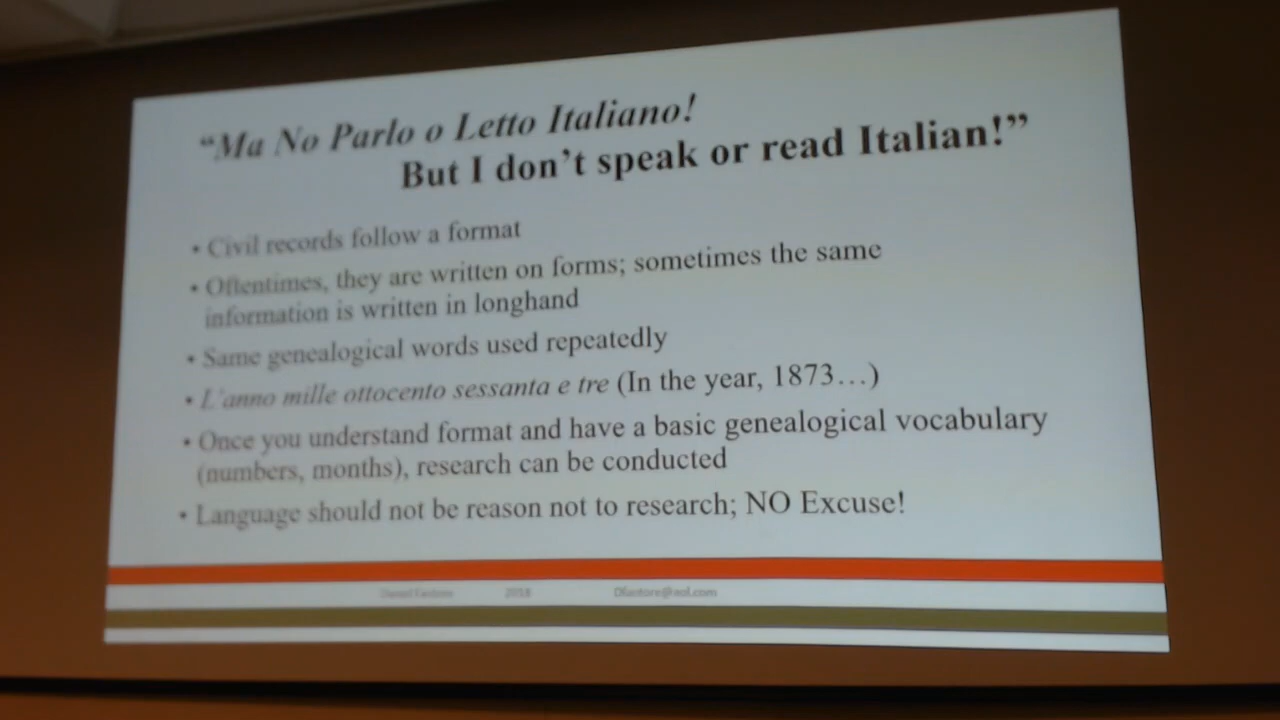 “Ma No Parlo o Letto Italiano!
But I don’t speak or read Italian!”
• Civil records follow a format
• Oftentimes, they are written on forms; sometimes the same
information is written in longhand
• Same genealogical words used repeatedly
• L’anno mille ottocento sessanta e tre (In the year, 1873…)
• Once you understand format and have a basic genealogical vocabulary
(numbers, months), research can be conducted
• Language should not be reason not to research; NO Excuse!
2018